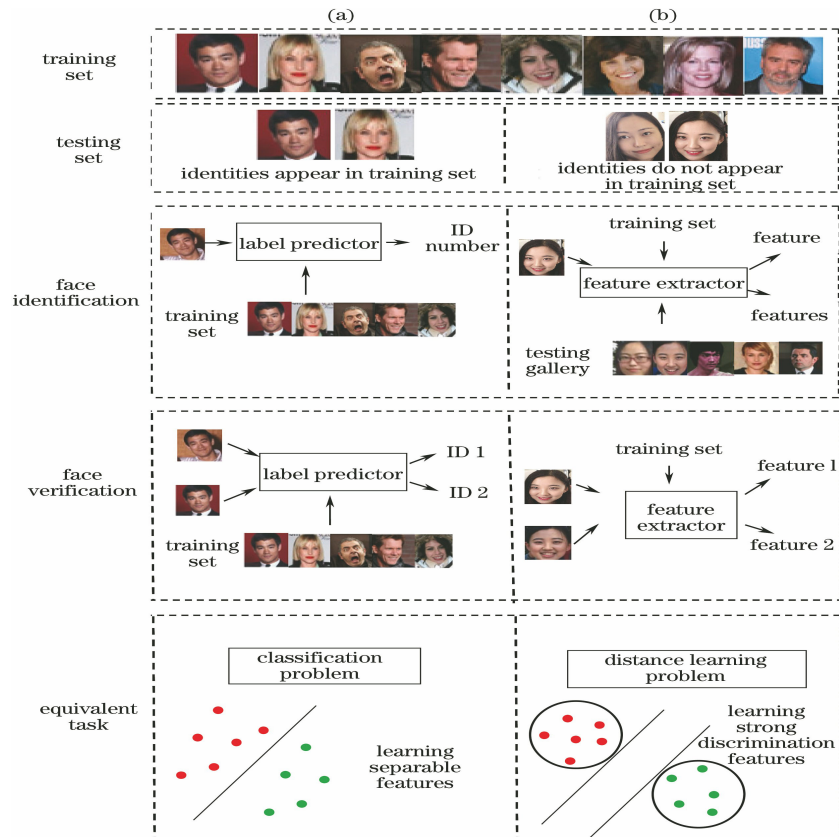 (a)
(b)
training
set
testing
set
identities appear in training set
identities do not appear
in training set
face
identification
label predictor
ID
number
training
set
training set
feature extractor
feature
features
testing
gallery
face
verification
label predictor
ID 1
ID 2
training
set
training set
feature
extractor
feature 1
feature 2
equivalent
task
classification
problem
learning
separable
features
distance learning
problem
learning
strong
discrimination
features